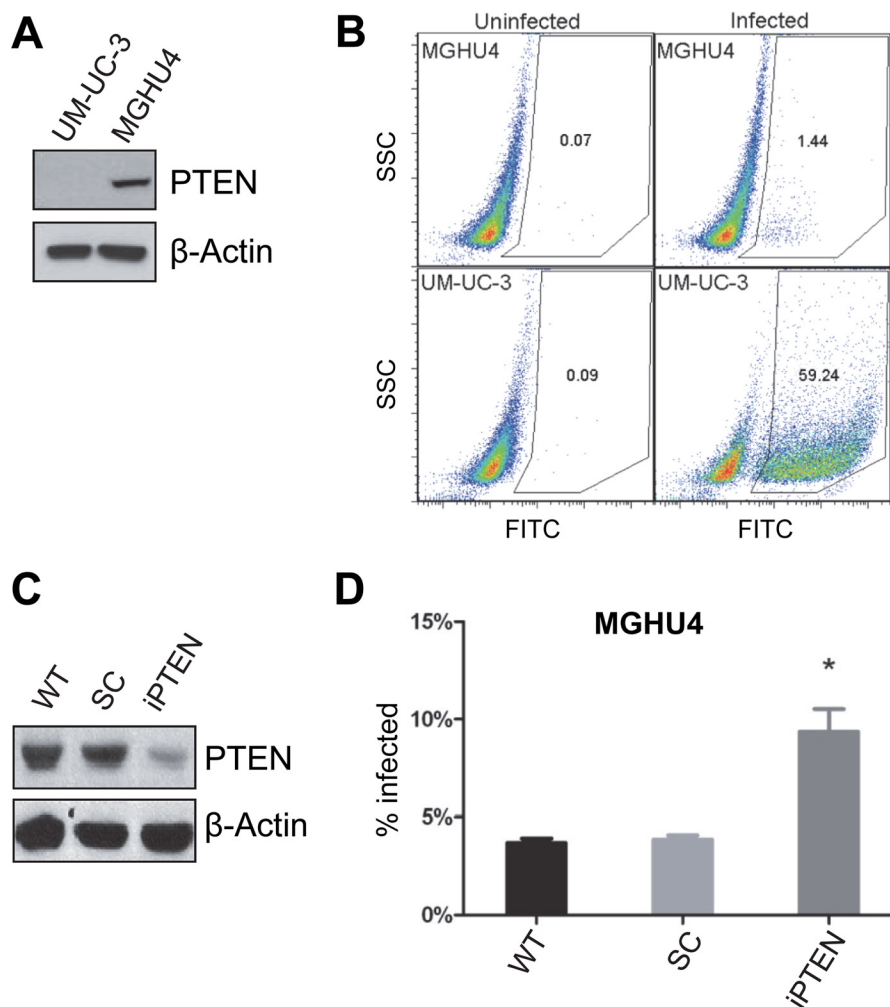 A
UM-UC-3
MGHU4
PTEN
β-Actin
B
Uninfected
Infected
SSC
MGHU4
0.07
MGHU4
1.44
SSC
UM-UC-3
0.09
UM-UC-3
59.24
FITC
FITC
C
WT
SC
iPTEN
PTEN
β-Actin
D
MGHU4
% infected
15%
10%
5%
0%
*
WT
SC
iPTEN